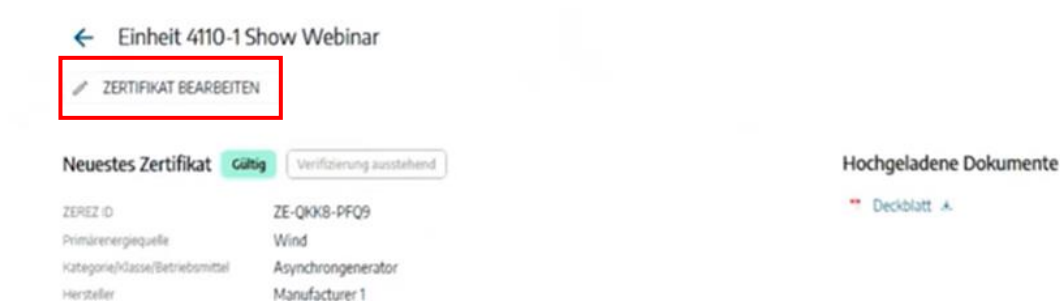 Einheit 4110-1 Show Webinar
ZERTIFIKAT BEARBEITEN
Neuestes Zertifikat Gültig Verifizierung ausstehend
Hochgeladene Dokumente
Deckblatt
ZEREZ ID ZE-QKK8-PFQ9
Primärenergiequelle Wind
Kategorie/Klasse/Betriebsmittel Asynchrongenerator
Hersteller Manufacturer 1